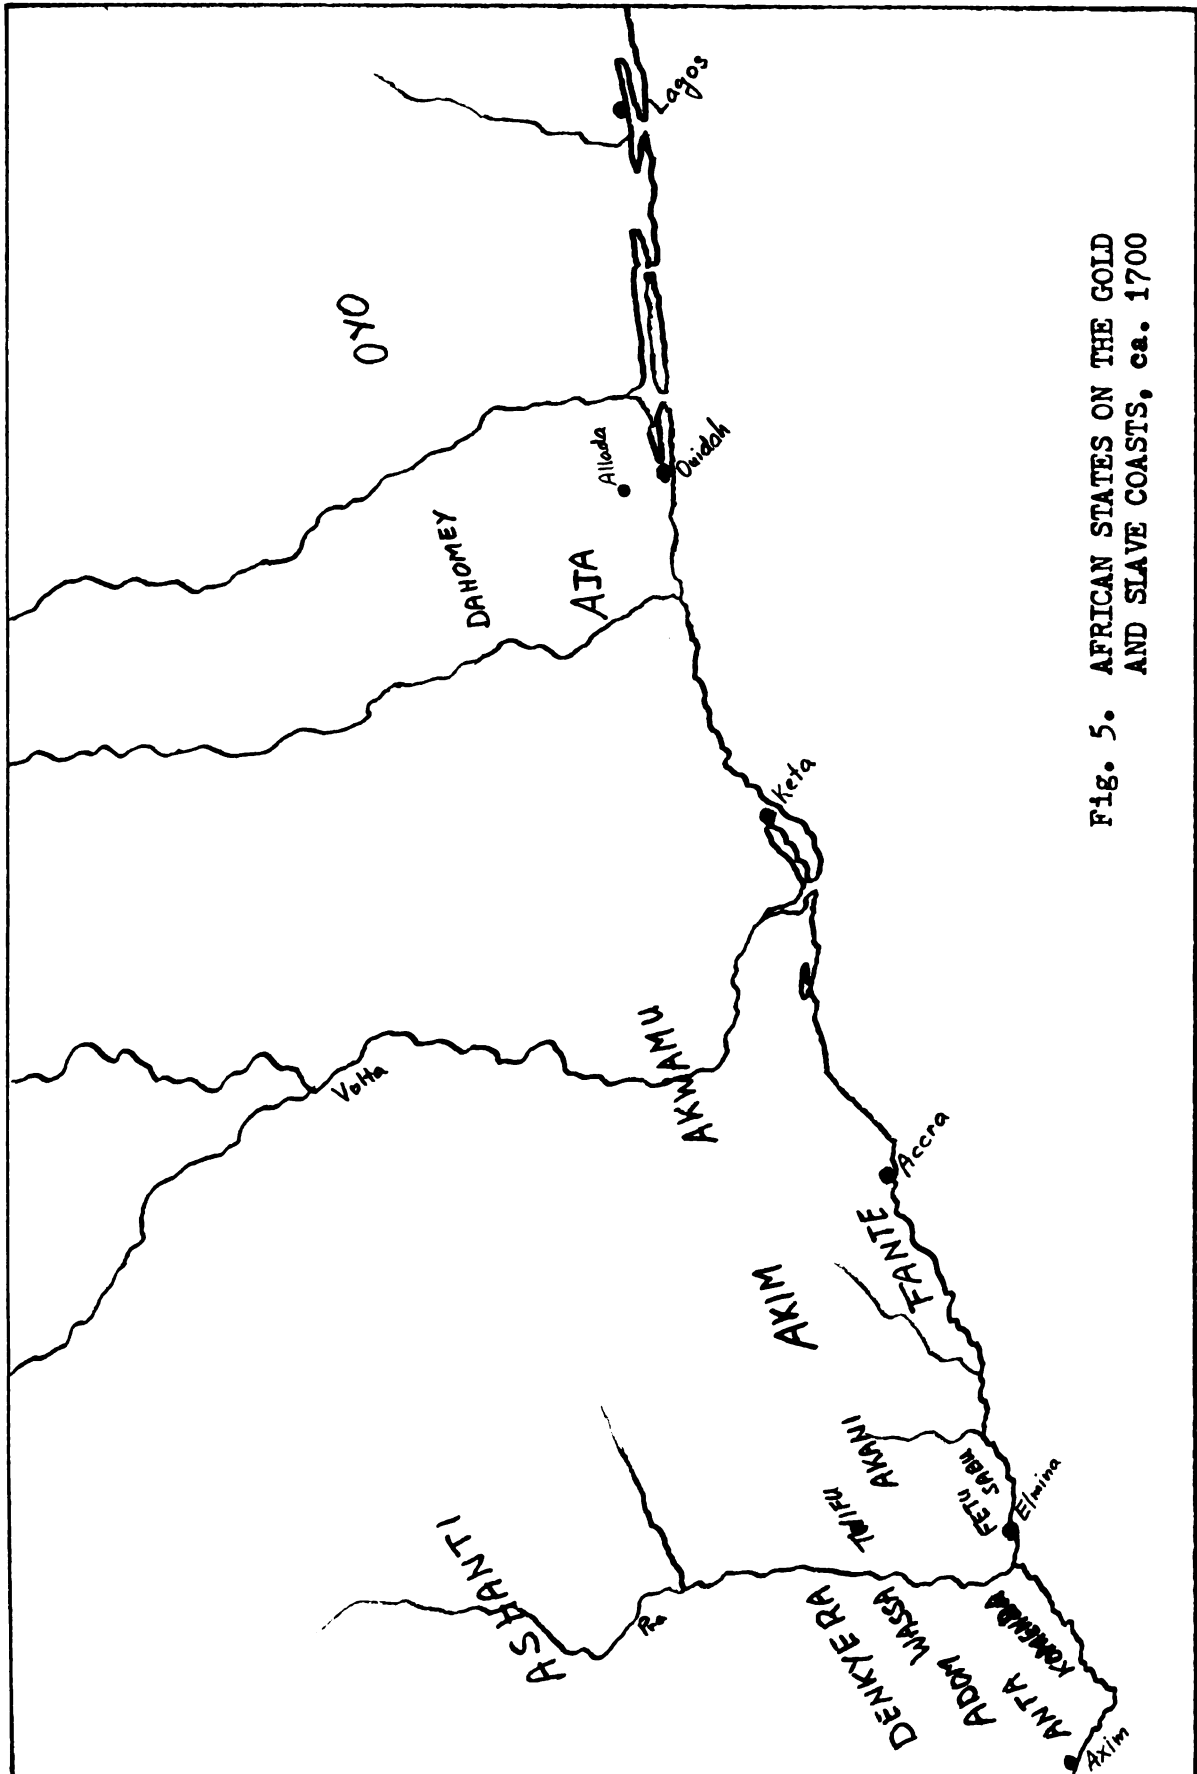 Lagos
OYO
Allada
Ouidah
DAHOMEY
AJA
Keta
Volta
AKWAMU
Accra
FANTE
AKIM
AKANI
TWIFU
SABU
FETU
Elmina
ASHANTI
Pra
DENKYERA
WASSA
ADOM
ANTA
KOMENDA
Axim
Fig. 5. AFRICAN STATES ON THE GOLD
AND SLAVE COASTS, ca. 1700